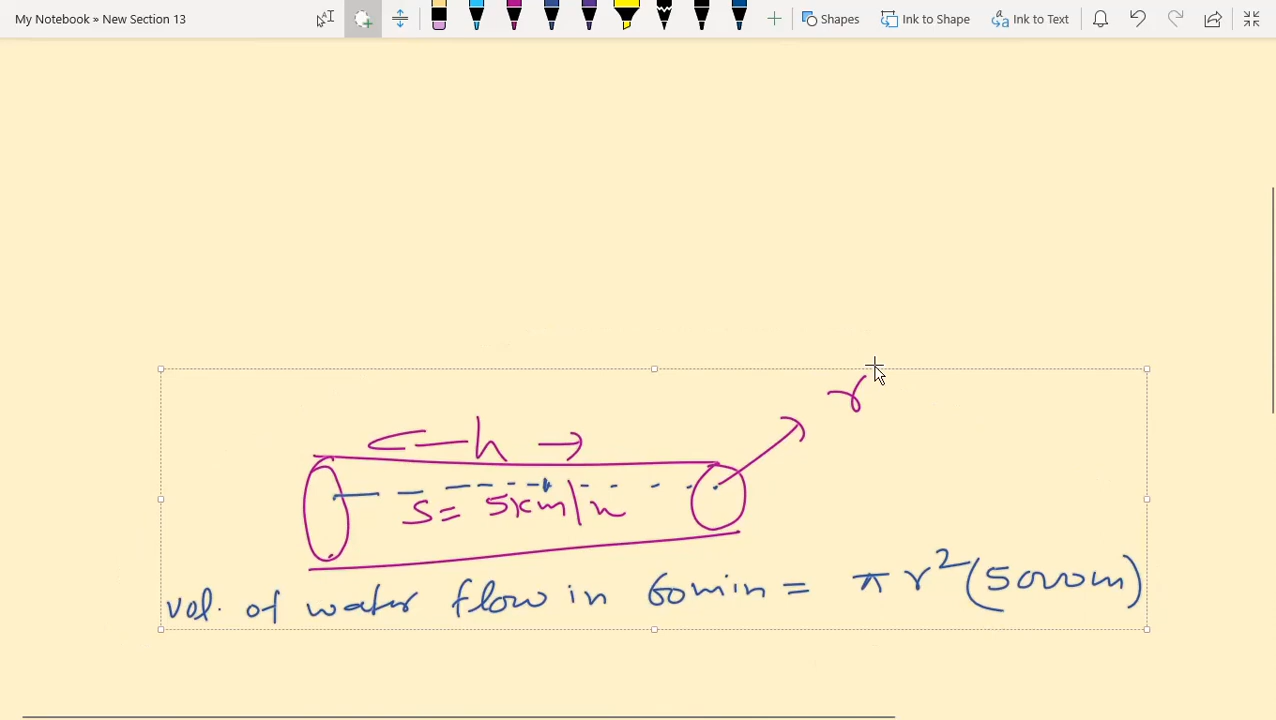 My Notebook » New Section 13
Shapes
Ink to Shape
Ink to Text
r
h
S= 5km/h
vol. of water flow in 60min = π r²(5000m)